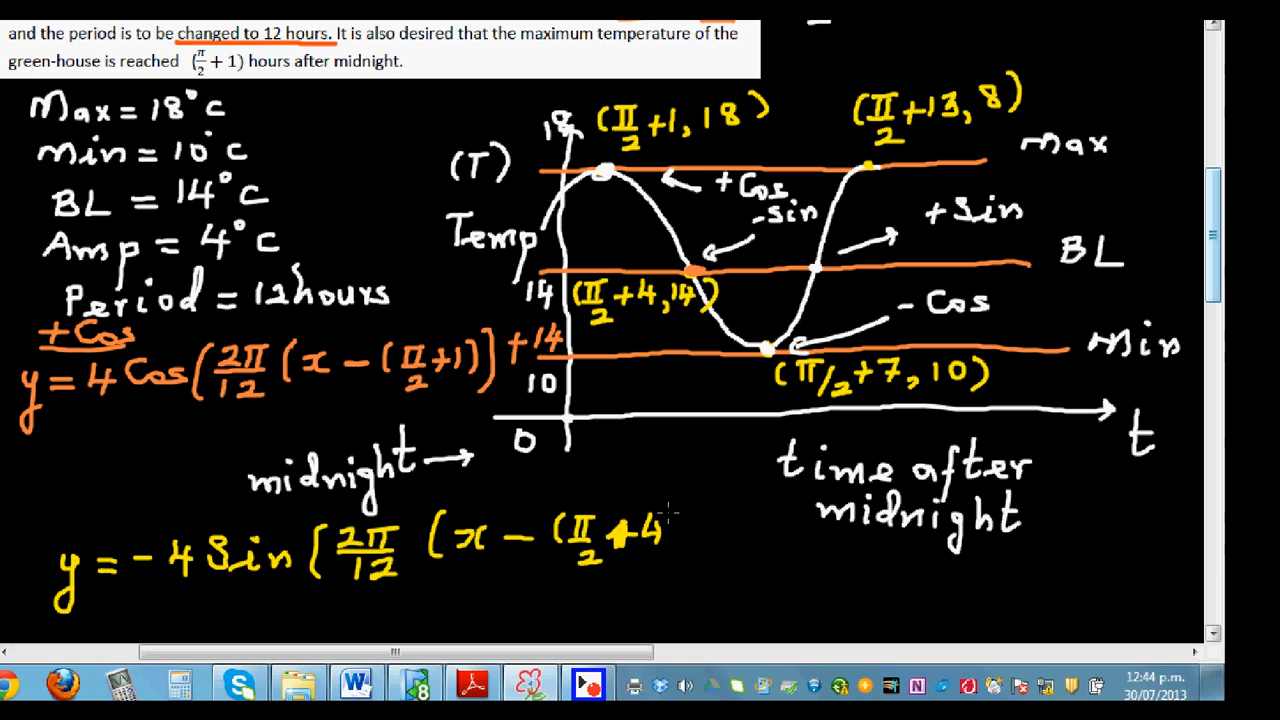 and the period is to be changed to 12 hours. It is also desired that the maximum temperature of the
green-house is reached (π/2 + 1) hours after midnight.
Max = 18°c
Min = 10°c
BL = 14°c
Amp = 4°c
Period = 12hours
+Cos
y = 4 Cos(2π/12 (x - (π/2 + 1)) + 14
18
(π/2 + 1, 18)
(π/2 + 13, 8)
Max
(T)
Temp
+Cos
-Sin
+Sin
BL
14
(π/2 + 4, 14)
-Cos
Min
10
(π/2 + 7, 10)
0
t
midnight →
time after
midnight
y = -4 Sin (2π/12 (x - (π/2 + 4
12:44 p.m.
30/07/2013